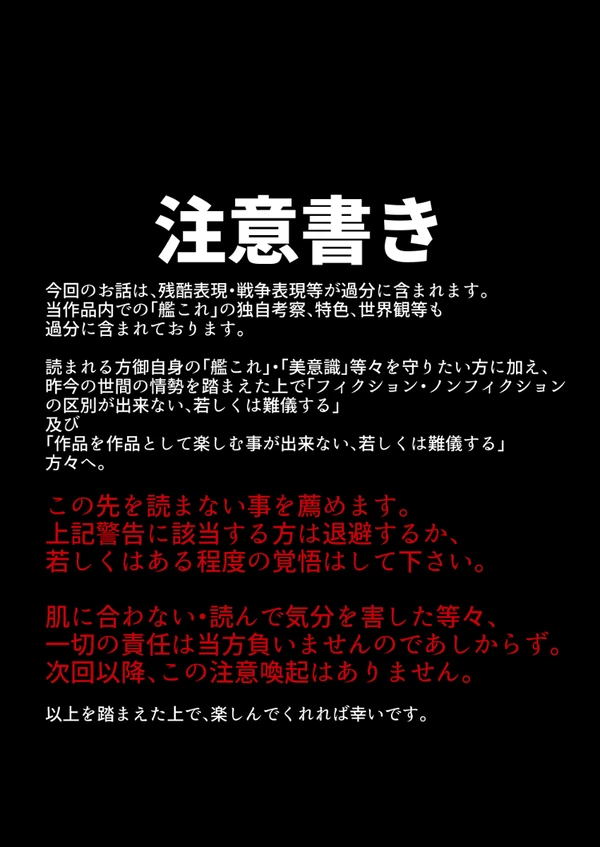 注意書き
今回のお話は、残酷表現・戦争表現等が過分に含まれます。
当作品内での「艦これ」の独自考察、特色、世界観等も
過分に含まれております。
読まれる方御自身の「艦これ」・「美意識」等々を守りたい方に加え、
昨今の世間の情勢を踏まえた上で「フィクション・ノンフィクション
の区別が出来ない、若しくは難儀する」
及び
「作品を作品として楽しむ事が出来ない、若しくは難儀する」
方々へ。
この先を読まない事を薦めます。
上記警告に該当する方は退避するか、
若しくはある程度の覚悟はして下さい。
肌に合わない・読んで気分を害した等々、
一切の責任は当方負いませんのであしからず。
次回以降、この注意喚起はありません。
以上を踏まえた上で、楽しんでくれれば幸いです。